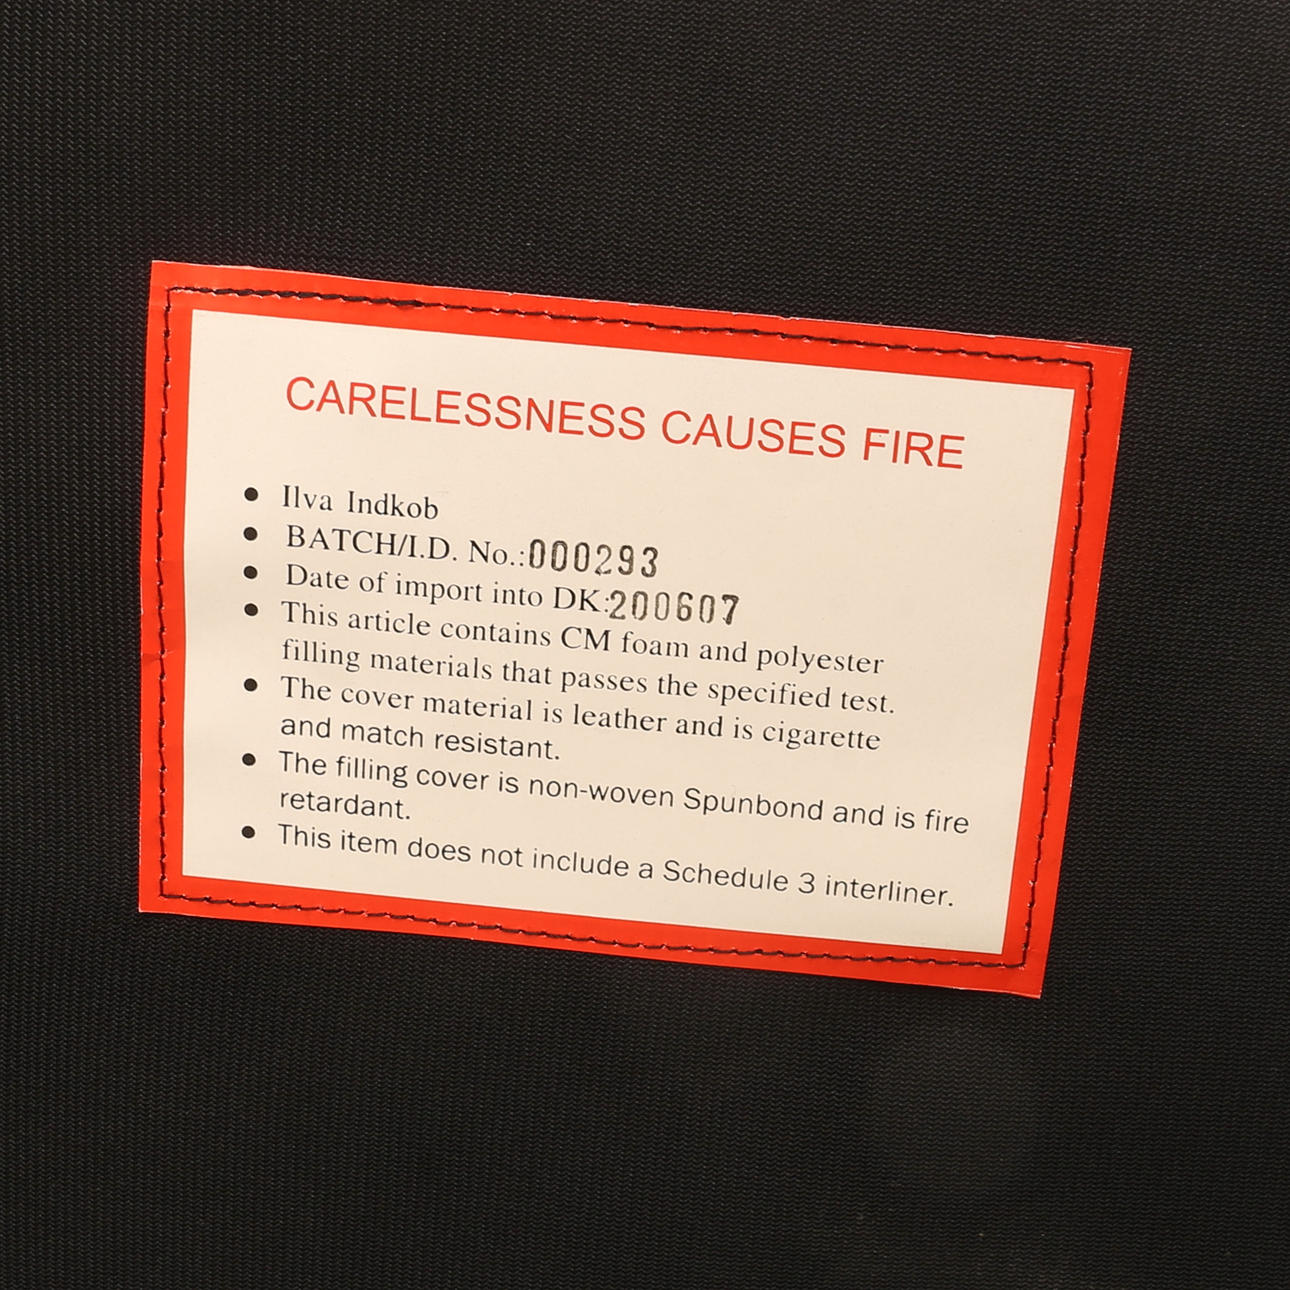 CARELESSNESS CAUSES FIRE
● Ilva Indkob
● BATCH/I.D. No.:000293
● Date of import into DK:200607
● This article contains CM foam and polyester
filling materials that passes the specified test.
● The cover material is leather and is cigarette
and match resistant.
● The filling cover is non-woven Spunbond and is fire
retardant.
● This item does not include a Schedule 3 interliner.